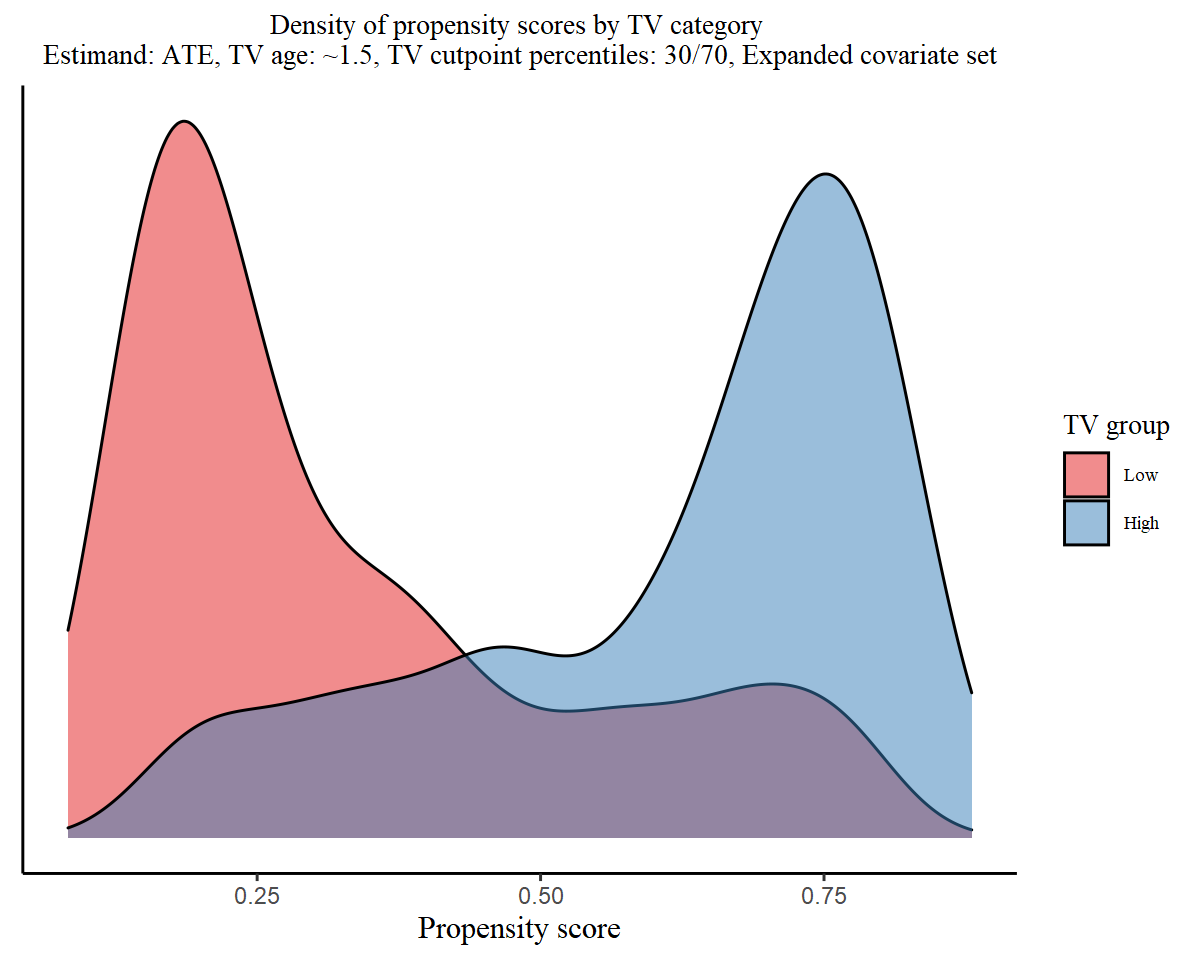 Density of propensity scores by TV category
Estimand: ATE, TV age: ~1.5, TV cutpoint percentiles: 30/70, Expanded covariate set
TV group
Low
High
0.25 0.50 0.75
Propensity score